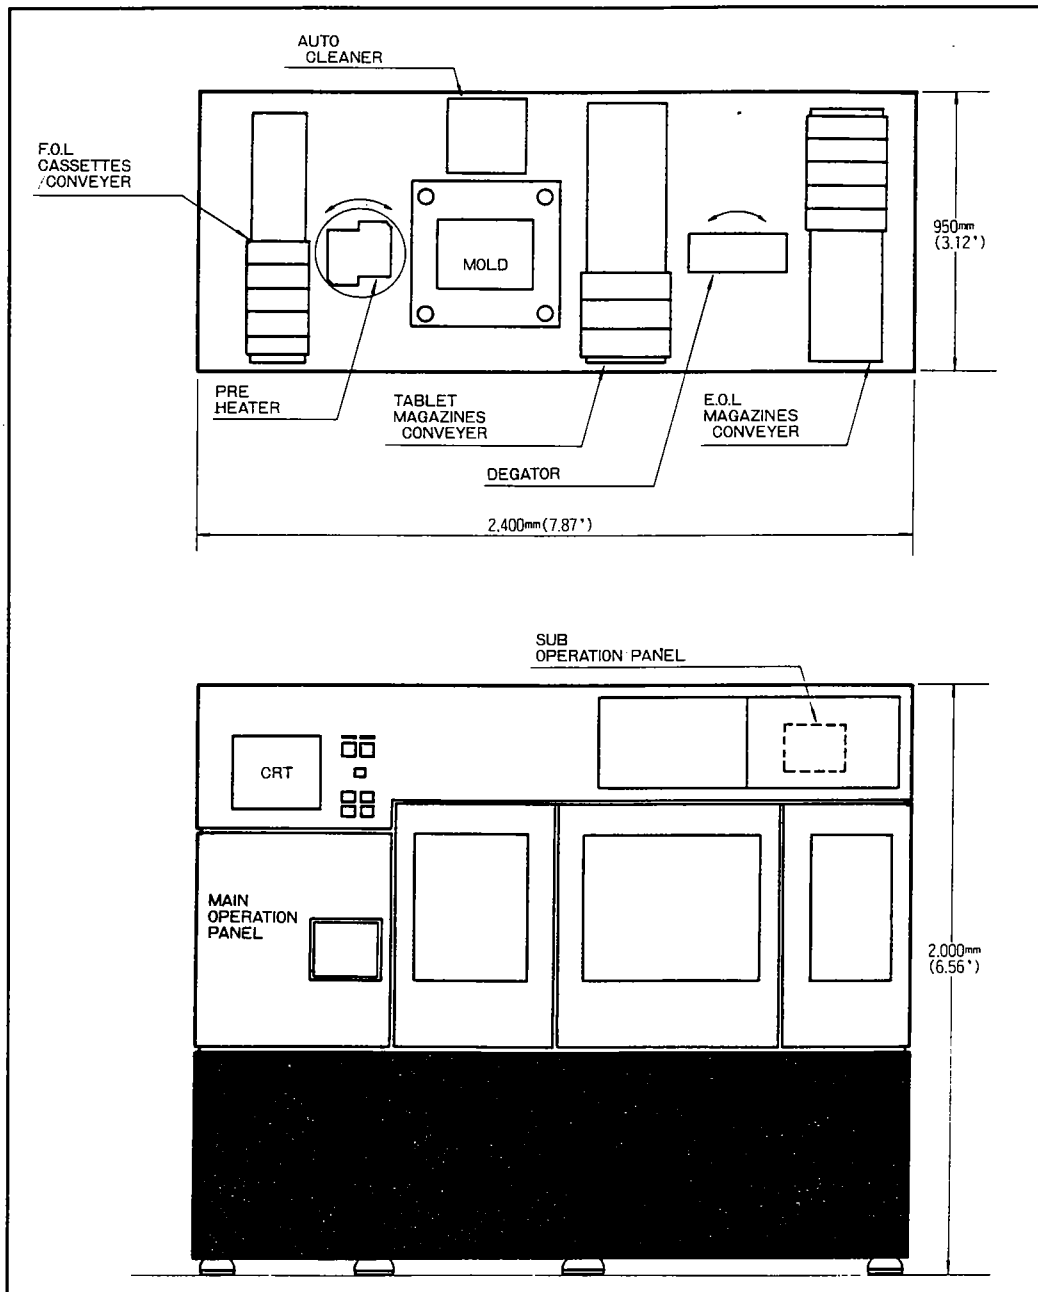 AUTO
CLEANER
F.O.L
CASSETTES
/CONVEYER
MOLD
950mm
(3.12')
PRE
HEATER
TABLET
MAGAZINES
CONVEYER
E.O.L
MAGAZINES
CONVEYER
DEGATOR
2.400mm(7.87')
SUB
OPERATION PANEL
CRT
MAIN
OPERATION
PANEL
2.000mm
(6.56')